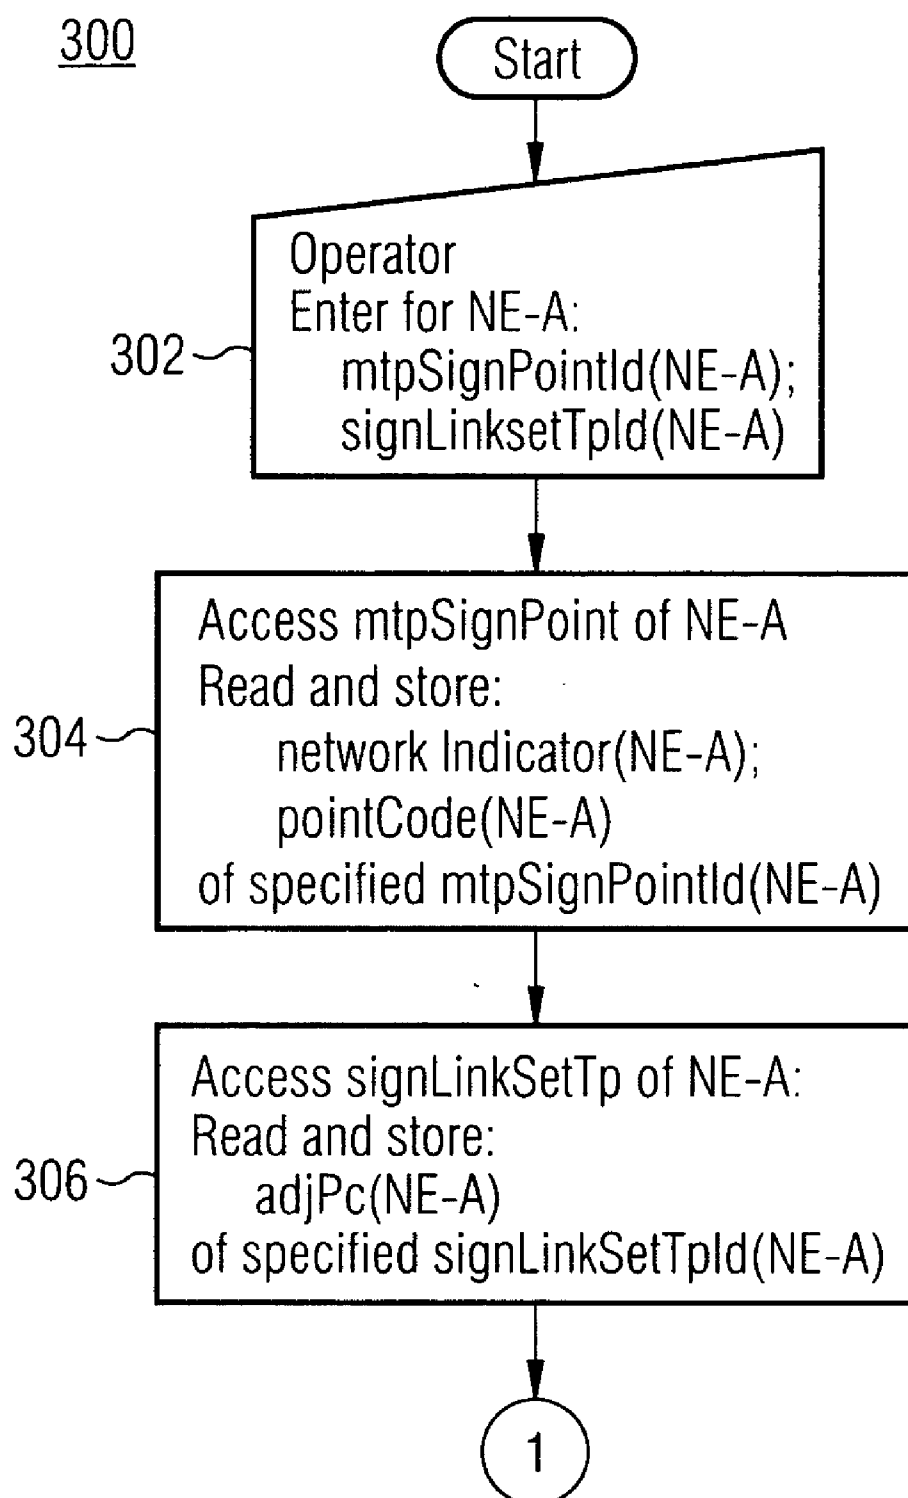 300
Start
Operator
Enter for NE-A:
mtpSignPointId(NE-A);
signLinksetTpId(NE-A)
302
Access mtpSignPoint of NE-A
Read and store:
network Indicator(NE-A);
pointCode(NE-A)
of specified mtpSignPointId(NE-A)
304
Access signLinkSetTp of NE-A:
Read and store:
adjPc(NE-A)
of specified signLinkSetTpId(NE-A)
306
1